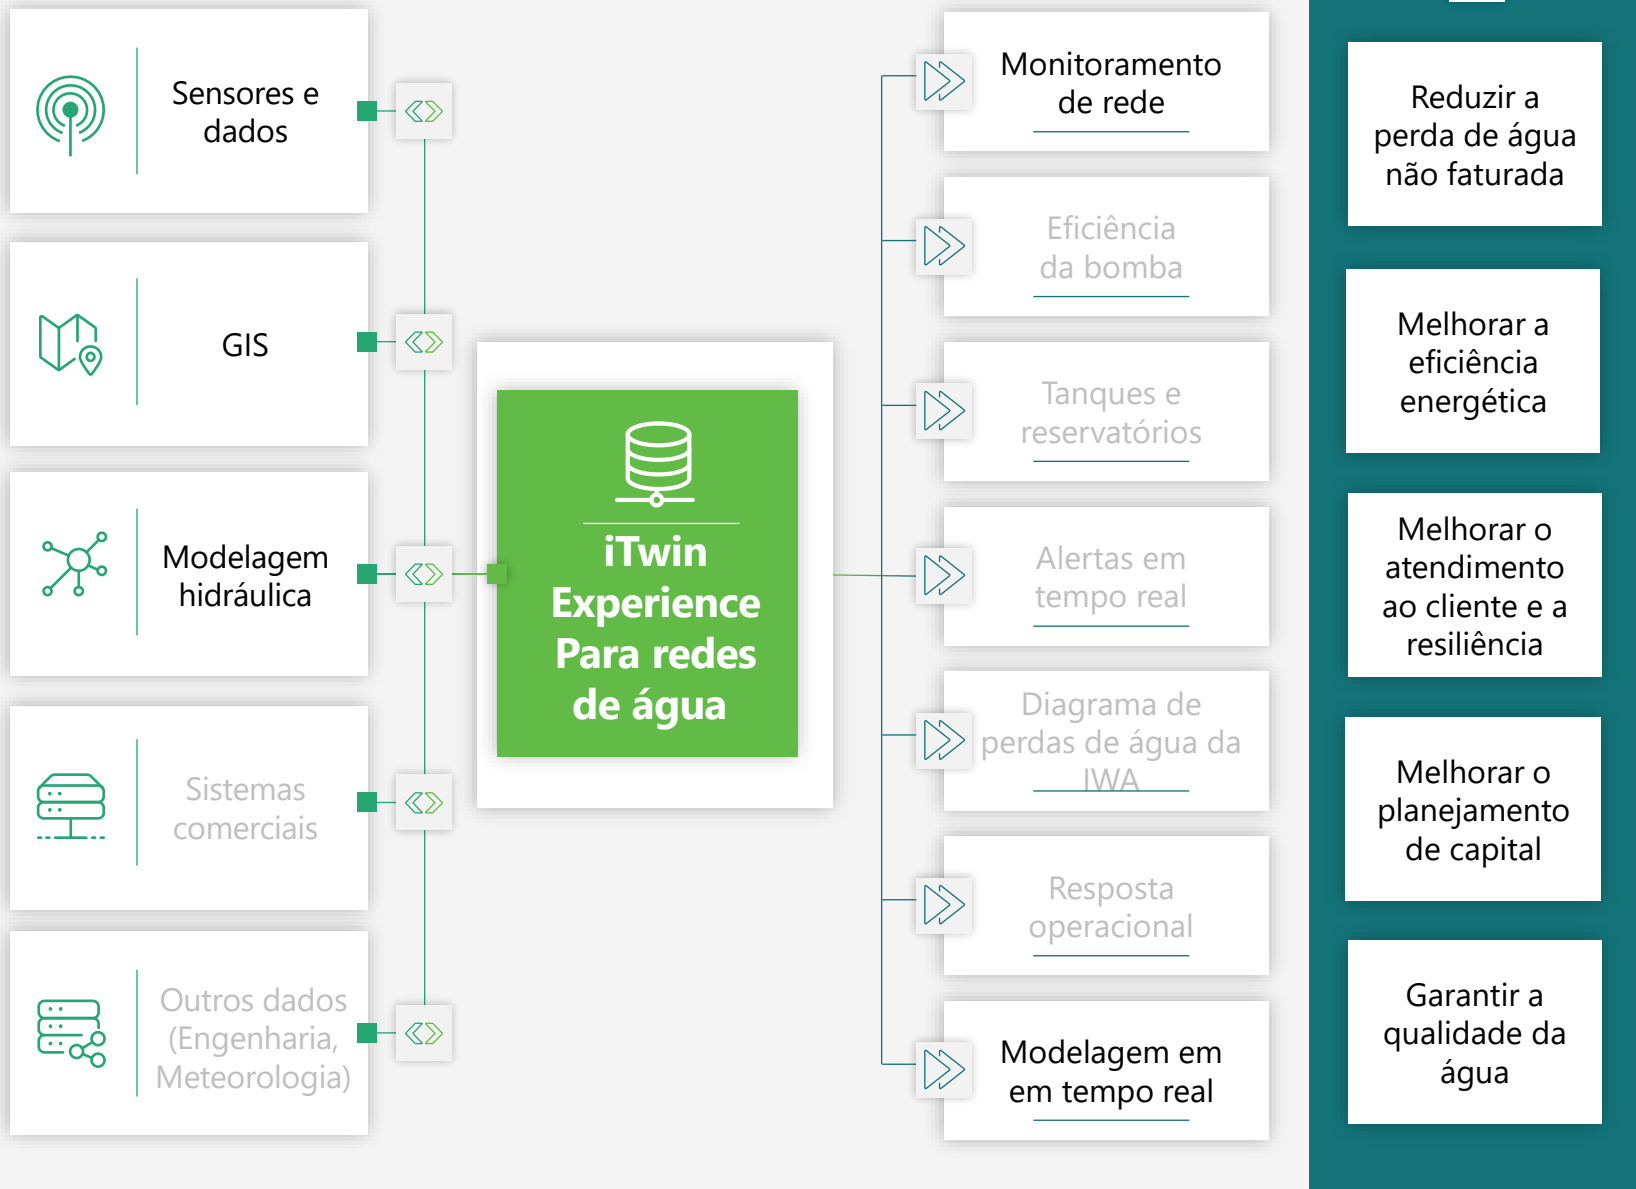 Sensores e
dados
GIS
Modelagem
hidráulica
Sistemas
comerciais
Outros dados
(Engenharia,
Meteorologia)
iTwin
Experience
Para redes
de água
Monitoramento
de rede
Eficiência
da bomba
Tanques e
reservatórios
Alertas em
tempo real
Diagrama de
perdas de água da
IWA
Resposta
operacional
Modelagem em
em tempo real
Reduzir a
perda de água
não faturada
Melhorar a
eficiência
energética
Melhorar o
atendimento
ao cliente e a
resiliência
Melhorar o
planejamento
de capital
Garantir a
qualidade da
água